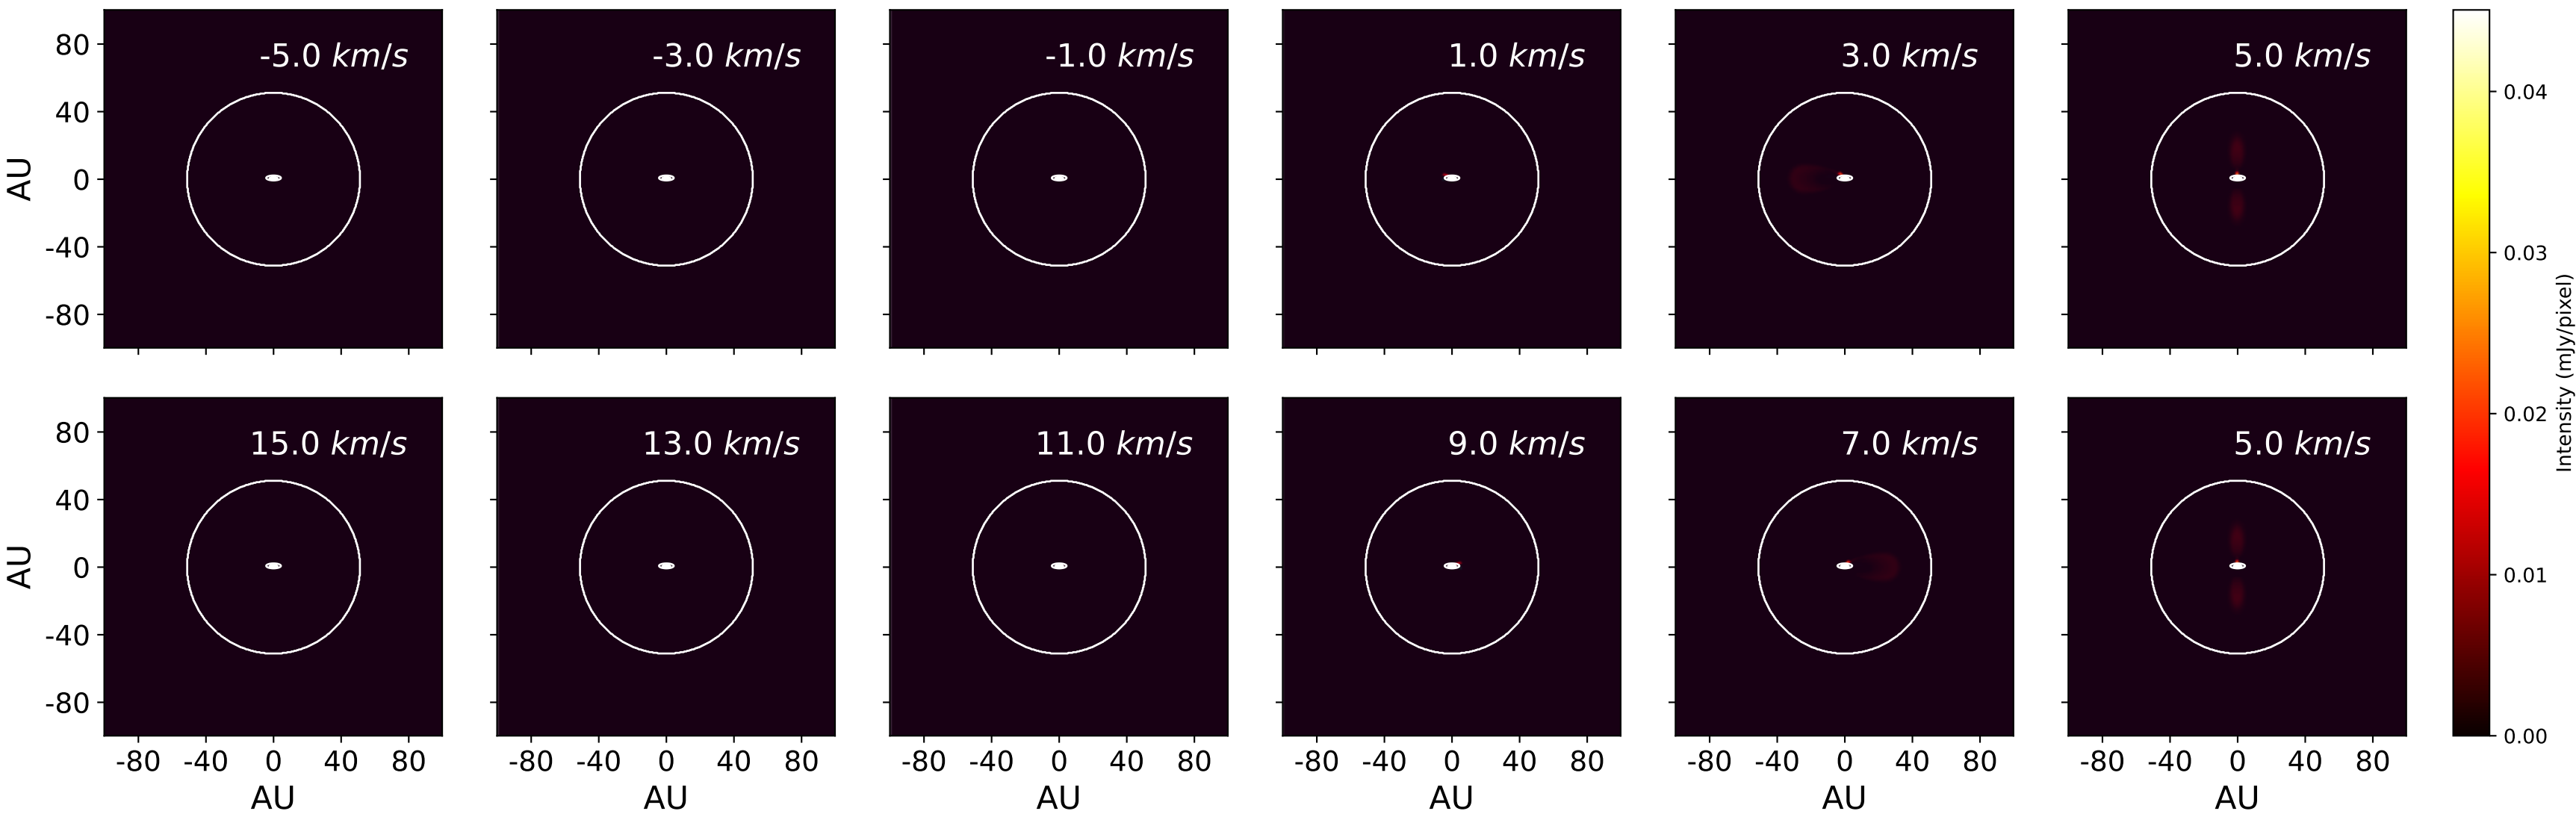 -5.0 km/s
-3.0 km/s
-1.0 km/s
1.0 km/s
3.0 km/s
5.0 km/s
80
40
0
-40
-80
AU
15.0 km/s
13.0 km/s
11.0 km/s
9.0 km/s
7.0 km/s
5.0 km/s
80
40
0
-40
-80
AU
-80 -40 0 40 80
-80 -40 0 40 80
-80 -40 0 40 80
-80 -40 0 40 80
-80 -40 0 40 80
-80 -40 0 40 80
AU
AU
AU
AU
AU
AU
0.04
0.03
0.02
0.01
0.00
Intensity (mJy/pixel)